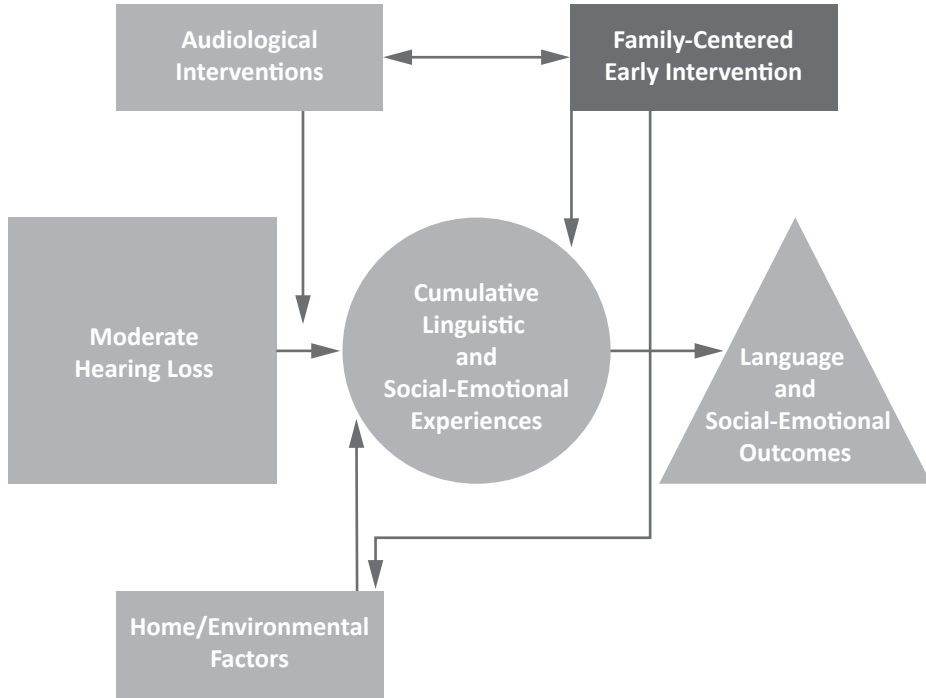 Audiological
Interventions
Family-Centered
Early Intervention
Moderate
Hearing Loss
Cumulative
Linguistic
and
Social-Emotional
Experiences
Language
and
Social-Emotional
Outcomes
Home/Environmental
Factors